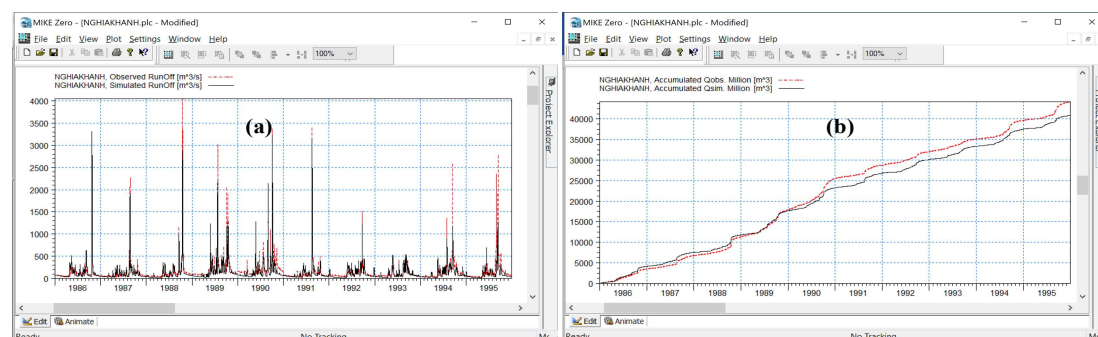 MIKE Zero - [NGHIAKHANH.plc - Modified]
File Edit View Plot Settings Window Help
100%
NGHIAKHANH, Observed RunOff [m^3/s]
NGHIAKHANH, Simulated RunOff [m^3/s]
4000
3500
3000
2500
2000
1500
1000
500
0
(a)
1986 1987 1988 1989 1990 1991 1992 1993 1994 1995
Project Explorer
Edit Animate
Ready No Tracking
MIKE Zero - [NGHIAKHANH.plc - Modified]
File Edit View Plot Settings Window Help
100%
NGHIAKHANH, Accumulated Qobs. Million [m^3]
NGHIAKHANH, Accumulated Qsim. Million [m^3]
40000
35000
30000
25000
20000
15000
10000
5000
0
(b)
1986 1987 1988 1989 1990 1991 1992 1993 1994 1995
Edit Animate
Ready No Tracking